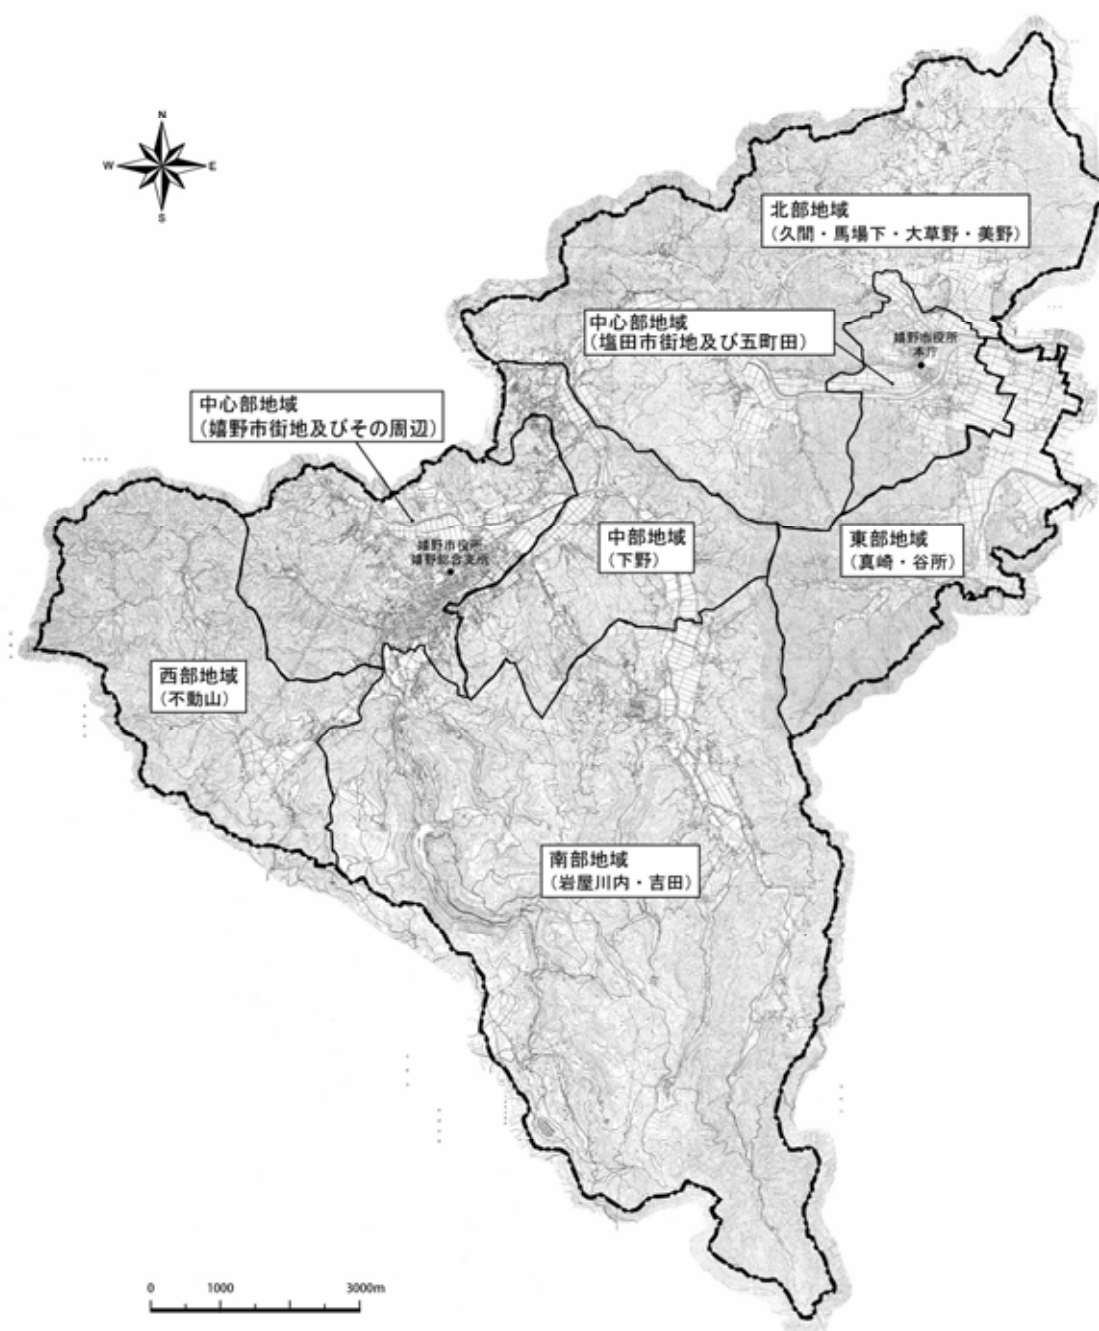 N
W
E
S
北部地域
(久間・馬場下・大草野・美野)
中心部地域
(塩田市街地及び五町田)
嬉野市役所
本庁
中心部地域
(嬉野市街地及びその周辺)
嬉野市役所
嬉野総合支所
中部地域
(下野)
東部地域
(真崎・谷所)
西部地域
(不動山)
南部地域
(岩屋川内・吉田)
0 1000 3000m